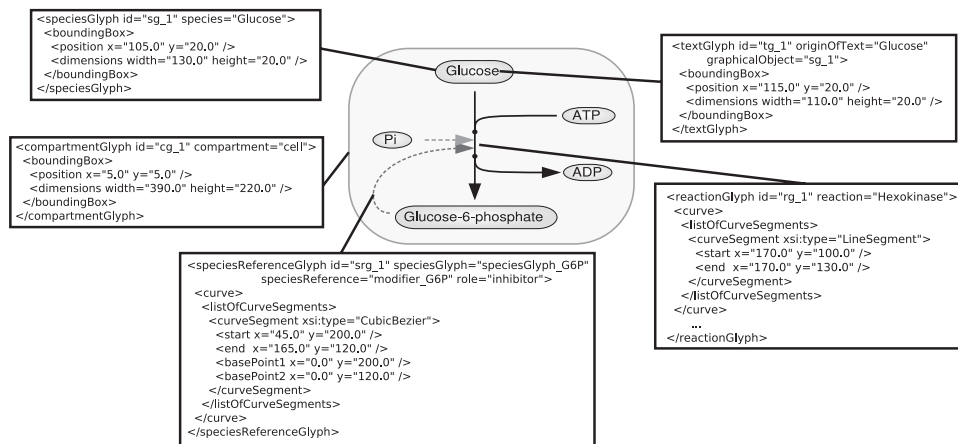 <speciesGlyph id="sg_1" species="Glucose">
<boundingBox>
<position x="105.0" y="20.0" />
<dimensions width="130.0" height="20.0" />
</boundingBox>
</speciesGlyph>
<textGlyph id="tg_1" originOfText="Glucose"
graphicalObject="sg_1">
<boundingBox>
<position x="115.0" y="20.0" />
<dimensions width="110.0" height="20.0" />
</boundingBox>
</textGlyph>
Glucose
ATP
Pi
ADP
Glucose-6-phosphate
<compartmentGlyph id="cg_1" compartment="cell">
<boundingBox>
<position x="5.0" y="5.0" />
<dimensions width="390.0" height="220.0" />
</boundingBox>
</compartmentGlyph>
<reactionGlyph id="rg_1" reaction="Hexokinase">
<curve>
<listOfCurveSegments>
<curveSegment xsi:type="LineSegment">
<start x="170.0" y="100.0" />
<end x="170.0" y="130.0" />
</curveSegment>
</listOfCurveSegments>
</curve>
...
</reactionGlyph>
<speciesReferenceGlyph id="srg_1" speciesGlyph="speciesGlyph_G6P"
speciesReference="modifier_G6P" role="inhibitor">
<curve>
<listOfCurveSegments>
<curveSegment xsi:type="CubicBezier">
<start x="45.0" y="200.0" />
<end x="165.0" y="120.0" />
<basePoint1 x="0.0" y="200.0" />
<basePoint2 x="0.0" y="120.0" />
</curveSegment>
</listOfCurveSegments>
</curve>
</speciesReferenceGlyph>